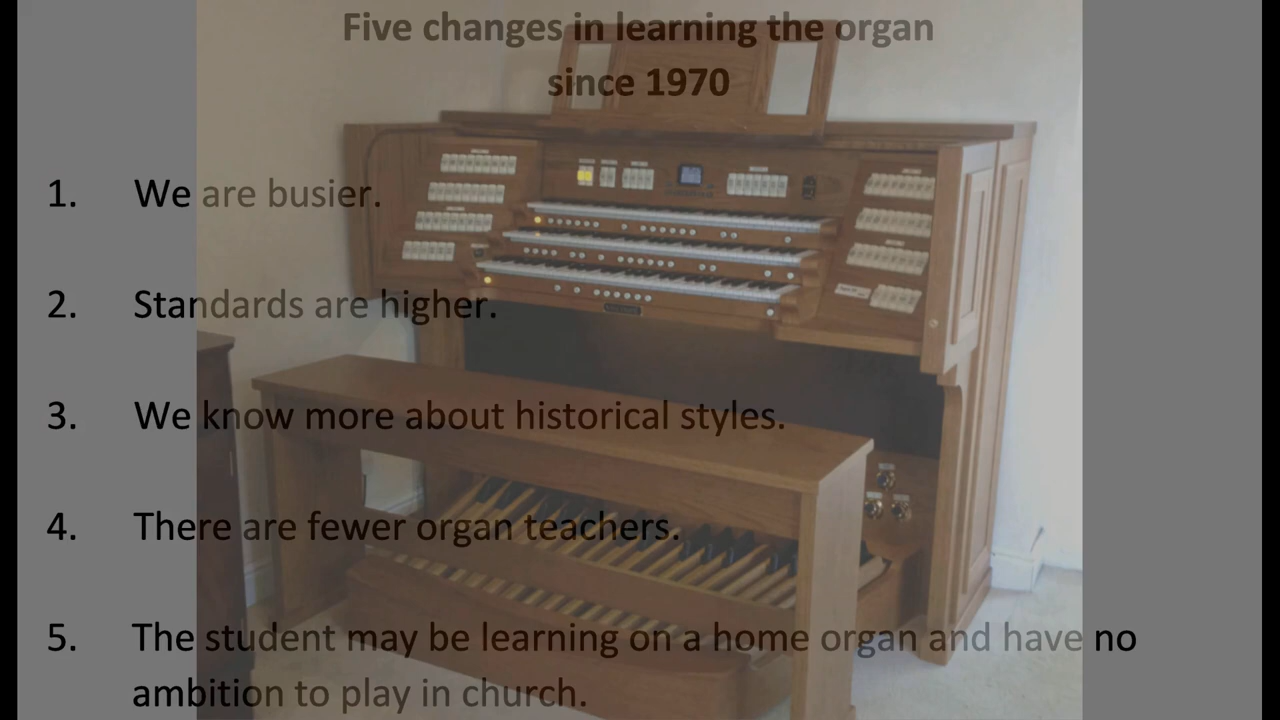 Five changes in learning the organ
since 1970
1. We are busier.
2. Standards are higher.
3. We know more about historical styles.
4. There are fewer organ teachers.
5. The student may be learning on a home organ and have no
ambition to play in church.